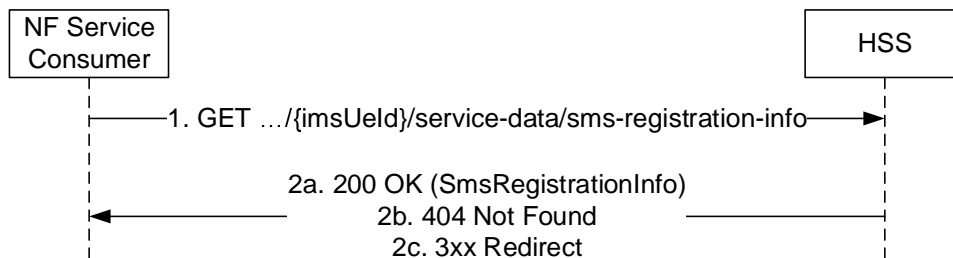 NF Service
Consumer
HSS
1. GET …/{imsUeId}/service-data/sms-registration-info
2a. 200 OK (SmsRegistrationInfo)
2b. 404 Not Found
2c. 3xx Redirect